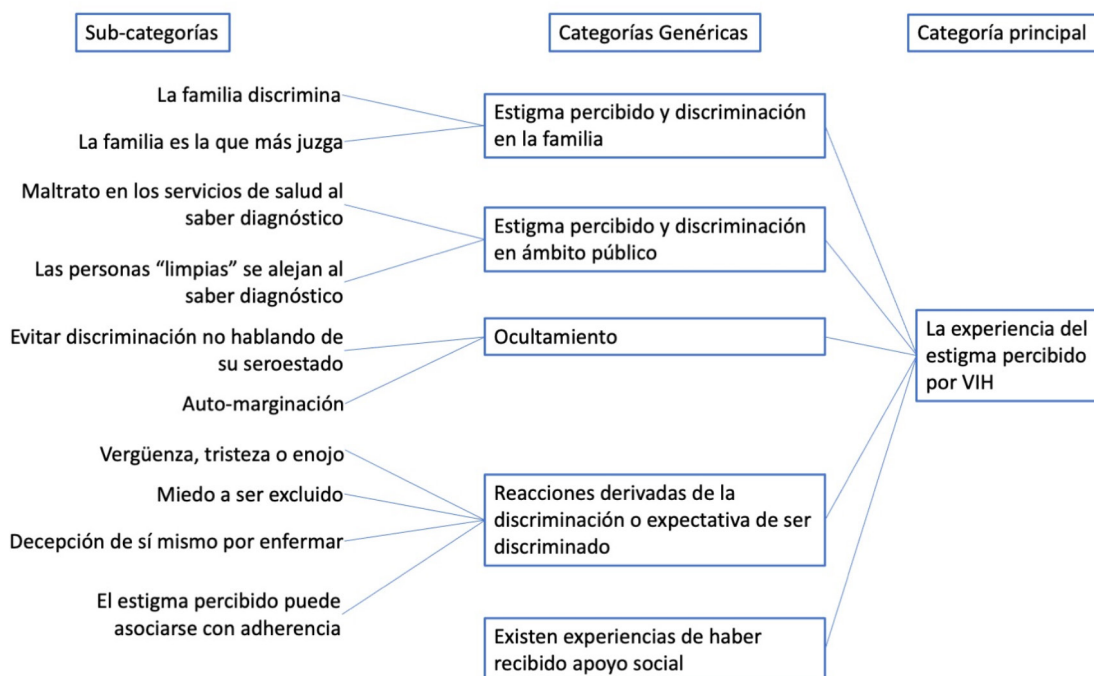 Sub-categorías
Categorías Genéricas
Categoría principal
La familia discrimina
La familia es la que más juzga
Maltrato en los servicios de salud al
saber diagnóstico
Las personas “limpias” se alejan al
saber diagnóstico
Evitar discriminación no hablando de
su seroestado
Auto-marginación
Vergüenza, tristeza o enojo
Miedo a ser excluido
Decepción de sí mismo por enfermar
El estigma percibido puede
asociarse con adherencia
Estigma percibido y discriminación
en la familia
Estigma percibido y discriminación
en ámbito público
Ocultamiento
Reacciones derivadas de la
discriminación o expectativa de ser
discriminado
Existen experiencias de haber
recibido apoyo social
La experiencia del
estigma percibido
por VIH